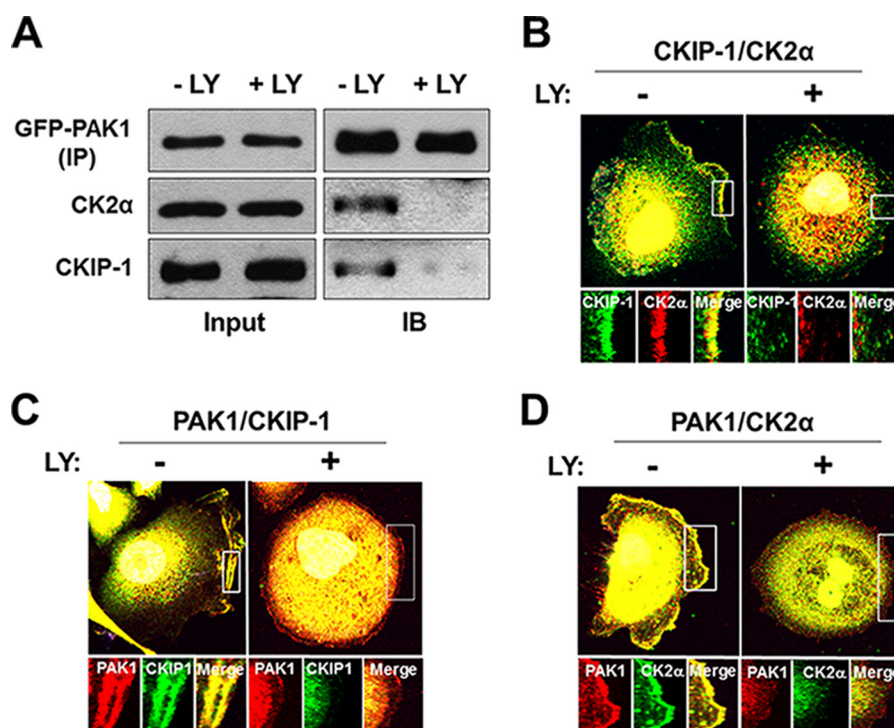 A
- LY + LY - LY + LY
GFP-PAK1
(IP)
CK2α
CKIP-1
Input IB
B
CKIP-1/CK2α
LY: - +
CKIP-1 CK2α Merge CKIP-1 CK2α Merge
C
PAK1/CKIP-1
LY: - +
PAK1 CKIP1 Merge PAK1 CKIP1 Merge
D
PAK1/CK2α
LY: - +
PAK1 CK2α Merge PAK1 CK2α Merge